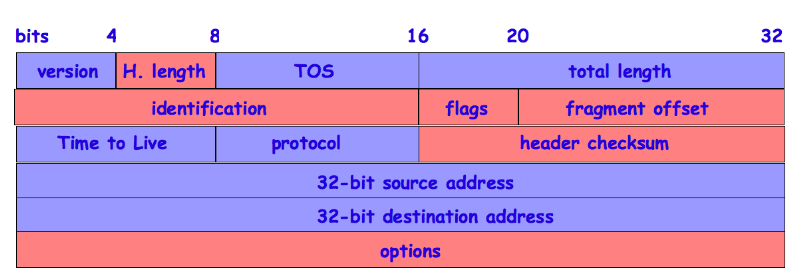 bits 4 8 16 20 32
version H. length TOS total length
identification flags fragment offset
Time to Live protocol header checksum
32-bit source address
32-bit destination address
options